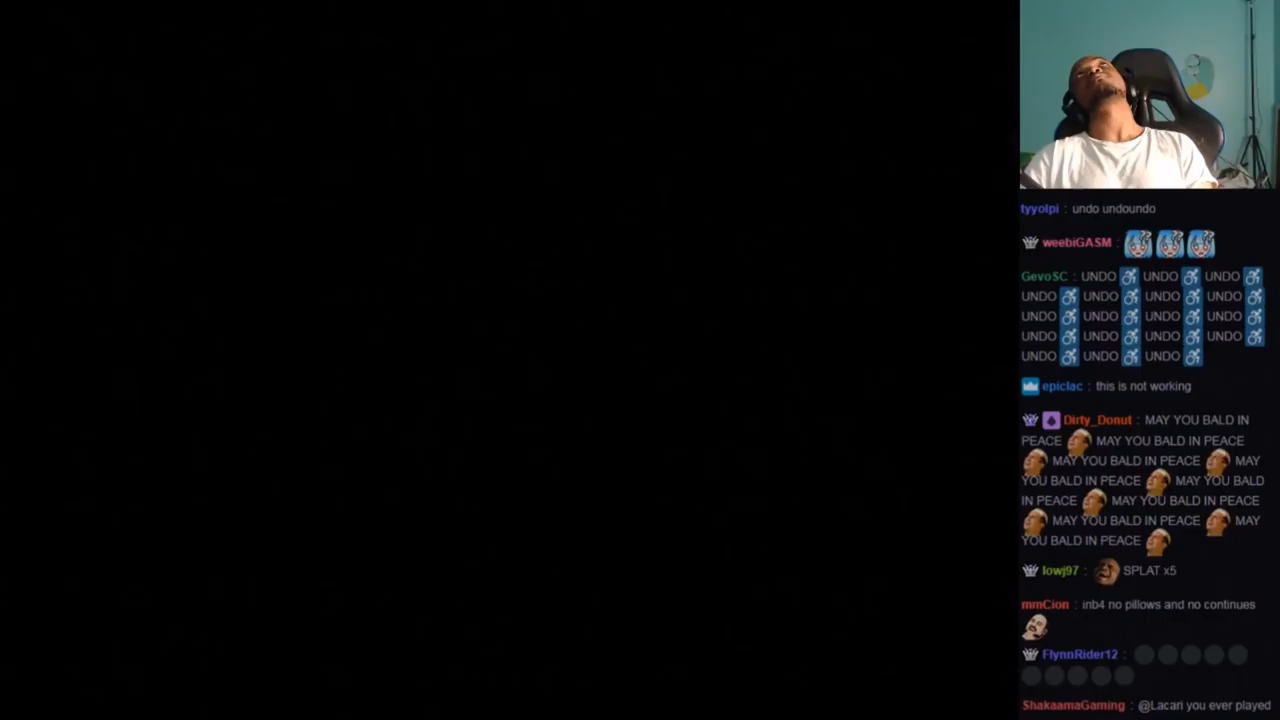 tyyolpi : undo undoundo
weebiGASM :
GevoSC : UNDO UNDO UNDO
UNDO UNDO UNDO UNDO
UNDO UNDO UNDO UNDO
UNDO UNDO UNDO UNDO
UNDO UNDO UNDO
epiclac : this is not working
Dirty_Donut : MAY YOU BALD IN
PEACE MAY YOU BALD IN PEACE
MAY YOU BALD IN PEACE MAY
YOU BALD IN PEACE MAY YOU BALD
IN PEACE MAY YOU BALD IN PEACE
MAY YOU BALD IN PEACE MAY
YOU BALD IN PEACE
lowj97 : SPLAT x5
mmCion : inb4 no pillows and no continues
FlynnRider12 :
ShakaamaGaming : @Lacari you ever played